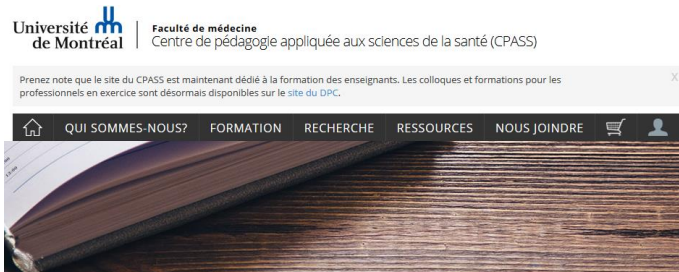 Université
de Montréal
Faculté de médecine
Centre de pédagogie appliquée aux sciences de la santé (CPASS)
Prenez note que le site du CPASS est maintenant dédié à la formation des enseignants. Les colloques et formations pour les
professionnels en exercice sont désormais disponibles sur le site du DPC.
X
QUI SOMMES-NOUS? FORMATION RECHERCHE RESSOURCES NOUS JOINDRE